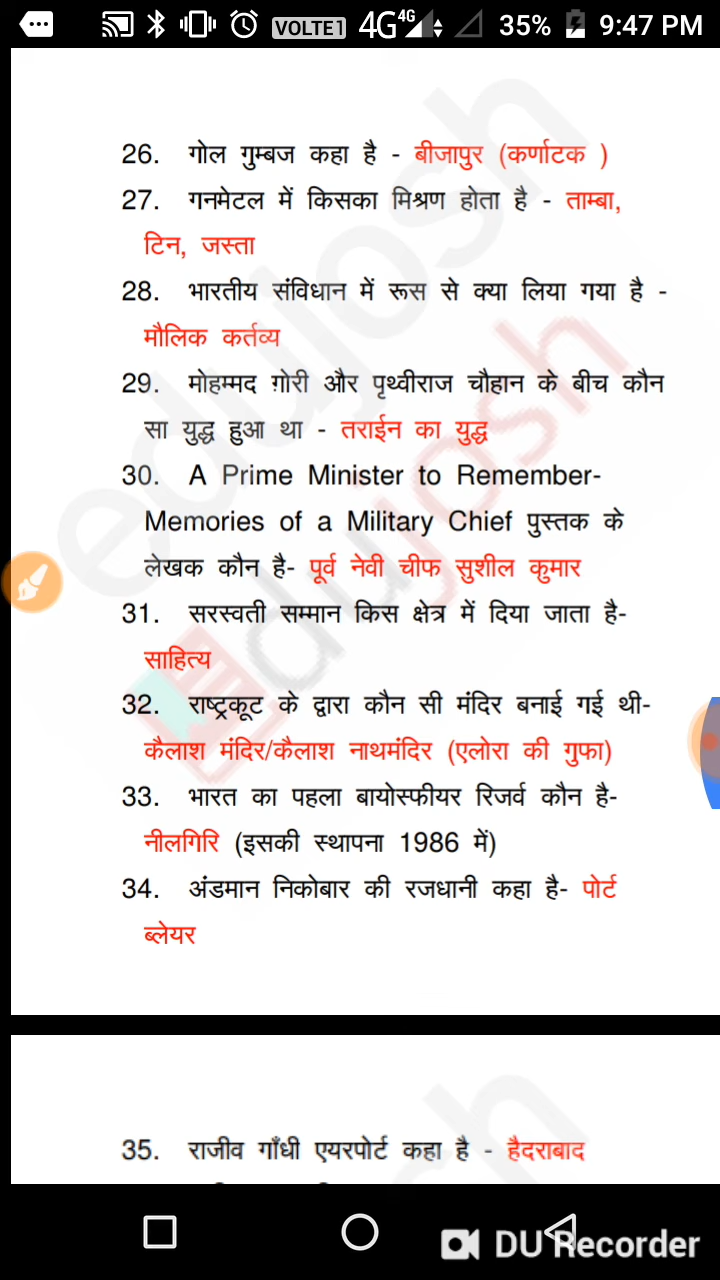 VOLTE1 4G 4G 35% 9:47 PM
26. गोल गुम्बज कहा है - बीजापुर (कर्णाटक )
27. गनमेटल में किसका मिश्रण होता है - ताम्बा,
टिन, जस्ता
28. भारतीय संविधान में रूस से क्या लिया गया है -
मौलिक कर्तव्य
29. मोहम्मद ग़ोरी और पृथ्वीराज चौहान के बीच कौन
सा युद्ध हुआ था - तराईन का युद्ध
30. A Prime Minister to Remember-
Memories of a Military Chief पुस्तक के
लेखक कौन है- पूर्व नेवी चीफ सुशील कुमार
31. सरस्वती सम्मान किस क्षेत्र में दिया जाता है-
साहित्य
32. राष्ट्रकूट के द्वारा कौन सी मंदिर बनाई गई थी-
कैलाश मंदिर/कैलाश नाथमंदिर (एलोरा की गुफा)
33. भारत का पहला बायोस्फीयर रिजर्व कौन है-
नीलगिरि (इसकी स्थापना 1986 में)
34. अंडमान निकोबार की रजधानी कहा है- पोर्ट
ब्लेयर
edujosh
edujosh
35. राजीव गाँधी एयरपोर्ट कहा है - हैदराबाद
DU Recorder